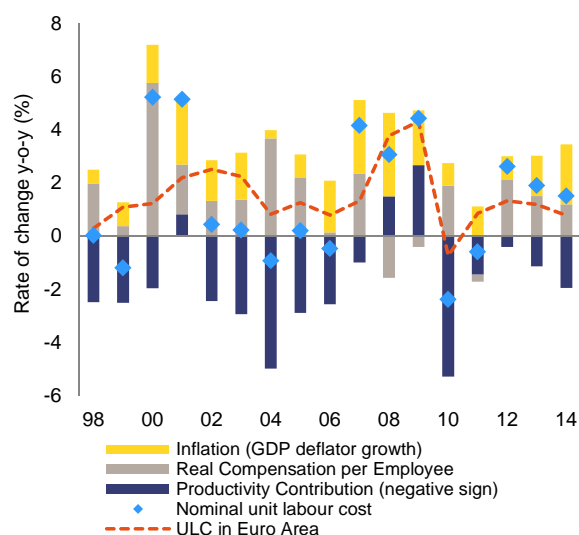 Rate of change y-o-y (%)
8
6
4
2
0
-2
-4
-6
98 00 02 04 06 08 10 12 14
Inflation (GDP deflator growth)
Real Compensation per Employee
Productivity Contribution (negative sign)
Nominal unit labour cost
ULC in Euro Area